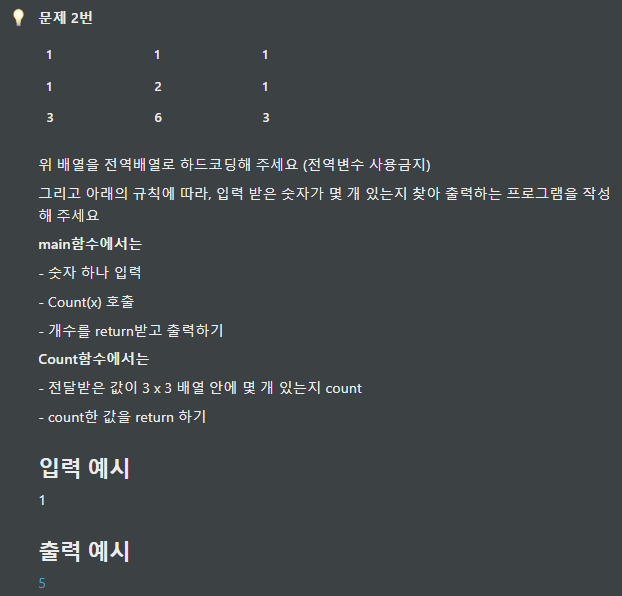 문제 2번
1 1 1
1 2 1
3 6 3
위 배열을 전역배열로 하드코딩해 주세요 (전역변수 사용금지)
그리고 아래의 규칙에 따라, 입력 받은 숫자가 몇 개 있는지 찾아 출력하는 프로그램을 작성
해 주세요
main함수에서는
- 숫자 하나 입력
- Count(x) 호출
- 개수를 return받고 출력하기
Count함수에서는
- 전달받은 값이 3 x 3 배열 안에 몇 개 있는지 count
- count한 값을 return 하기
입력 예시
1
출력 예시
5